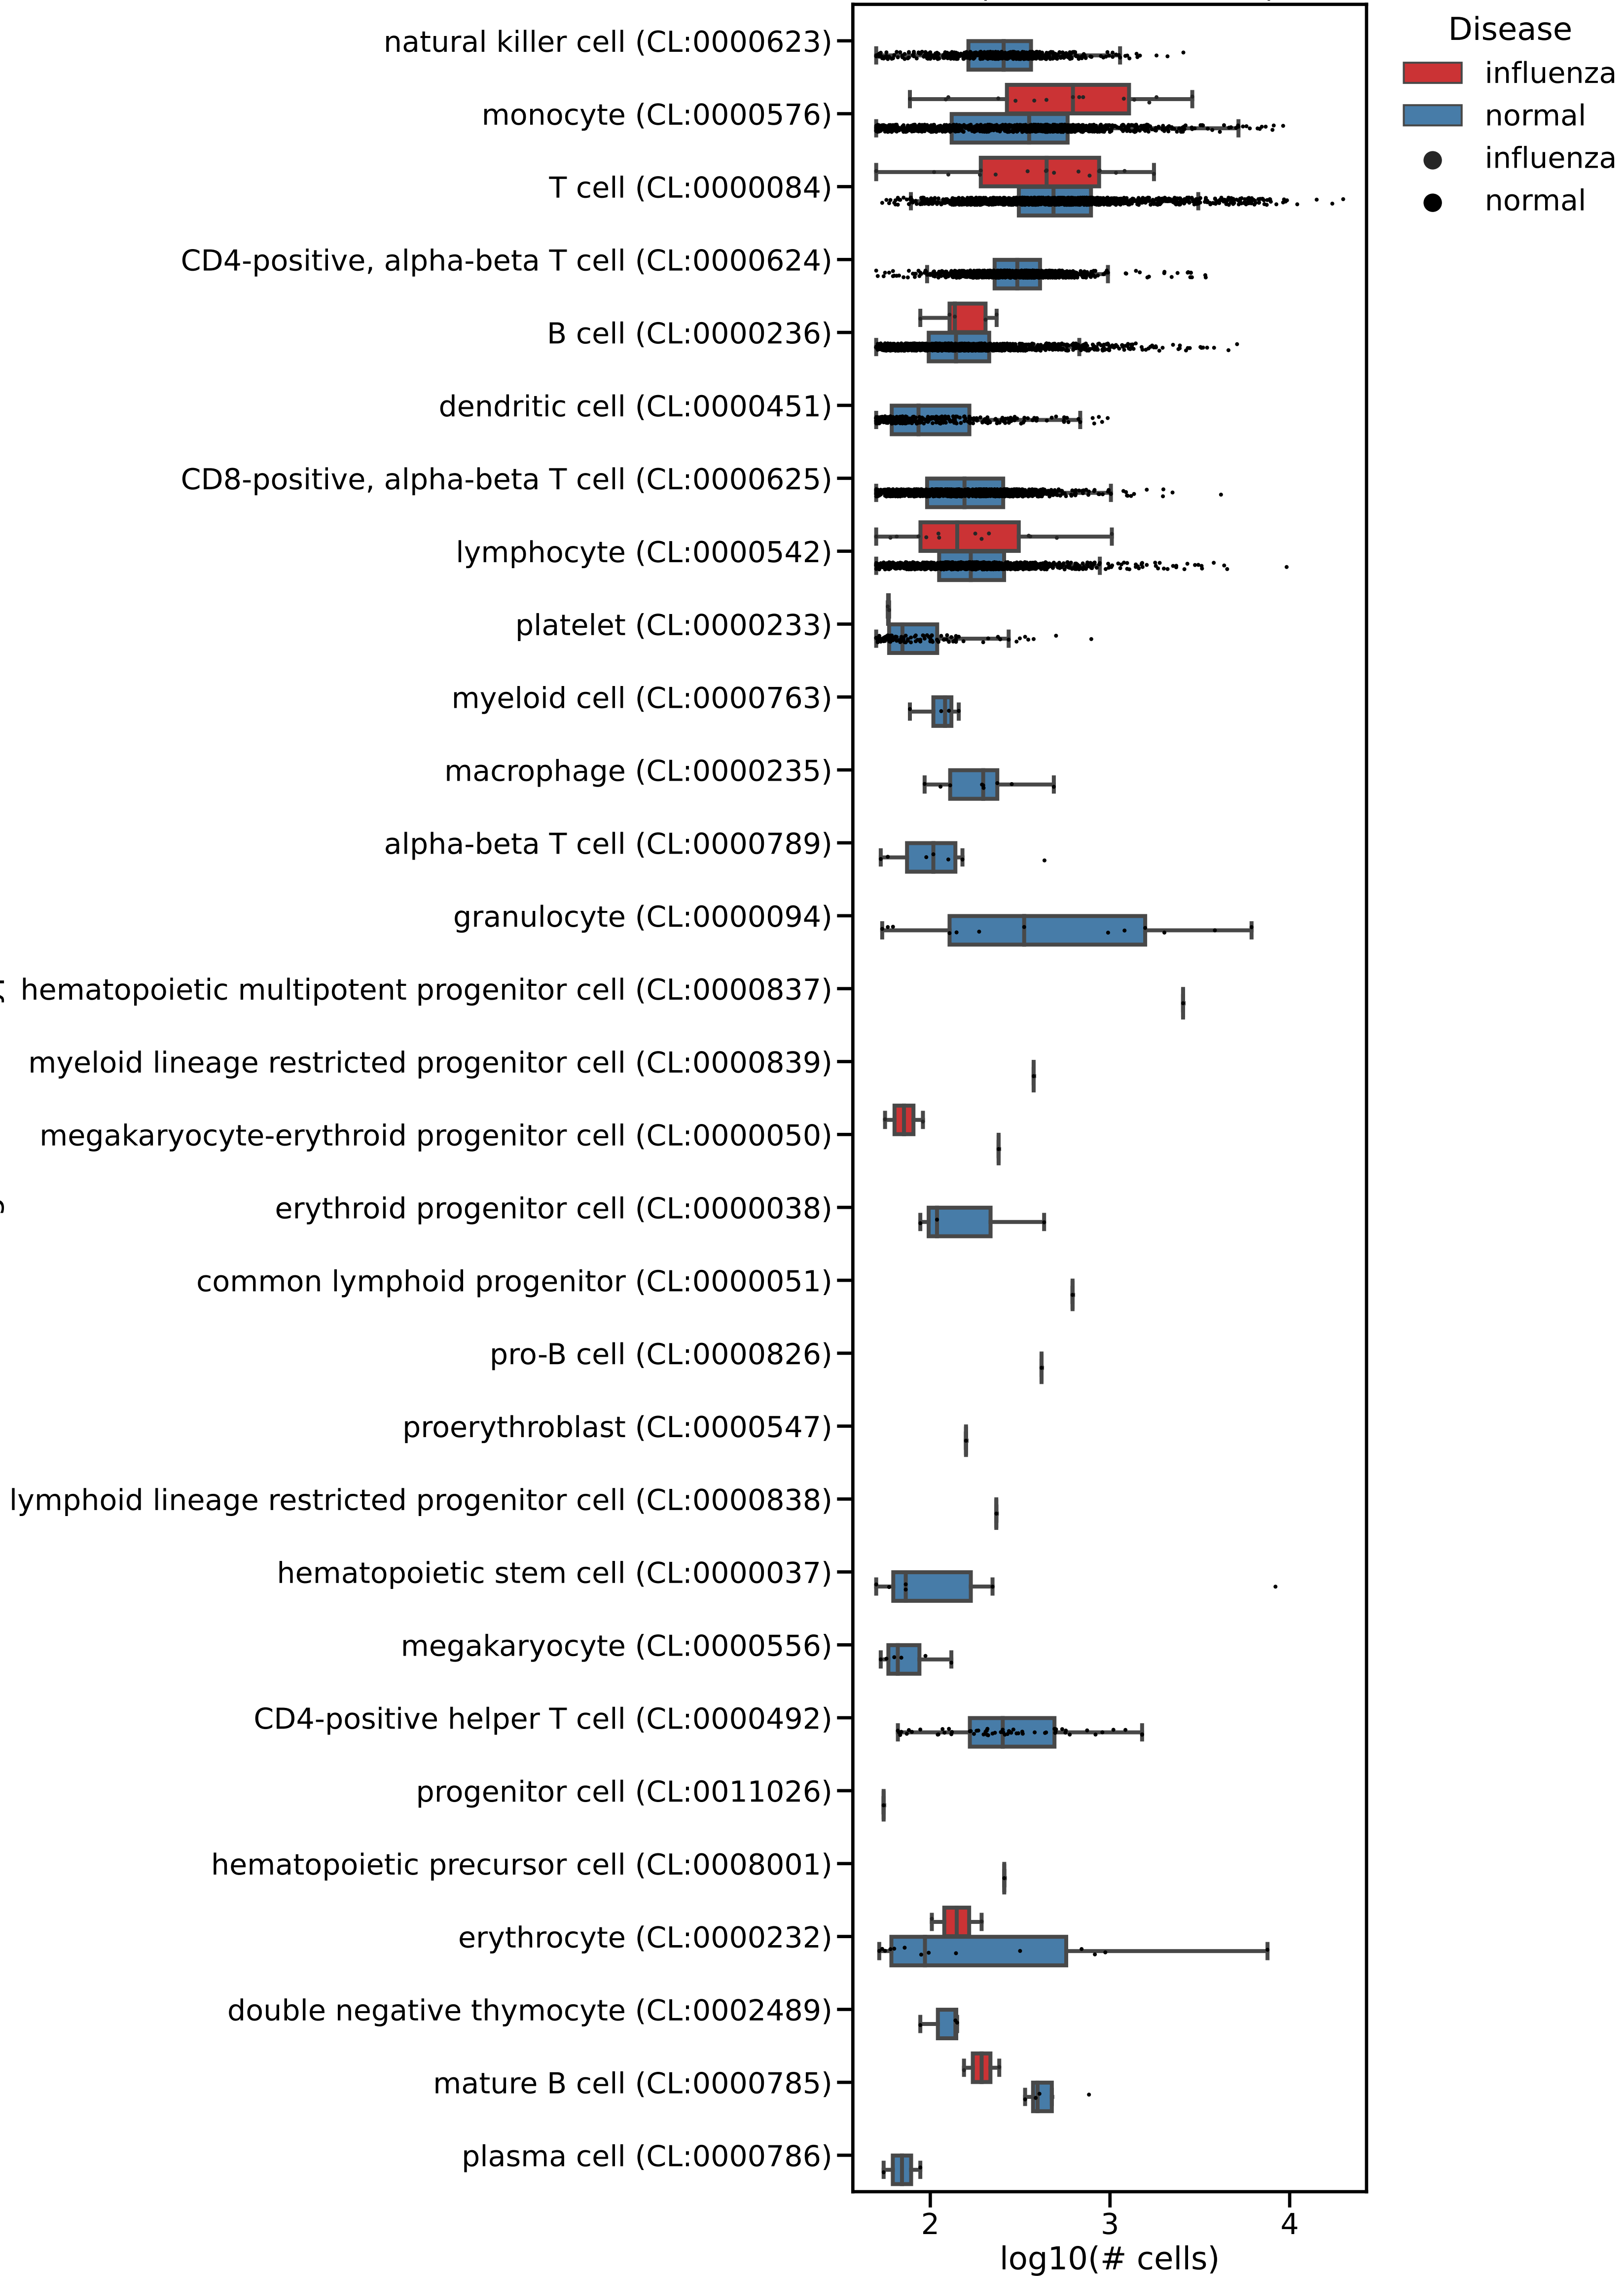 natural killer cell (CL:0000623)
monocyte (CL:0000576)
T cell (CL:0000084)
CD4-positive, alpha-beta T cell (CL:0000624)
B cell (CL:0000236)
dendritic cell (CL:0000451)
CD8-positive, alpha-beta T cell (CL:0000625)
lymphocyte (CL:0000542)
platelet (CL:0000233)
myeloid cell (CL:0000763)
macrophage (CL:0000235)
alpha-beta T cell (CL:0000789)
granulocyte (CL:0000094)
hematopoietic multipotent progenitor cell (CL:0000837)
myeloid lineage restricted progenitor cell (CL:0000839)
megakaryocyte-erythroid progenitor cell (CL:0000050)
erythroid progenitor cell (CL:0000038)
common lymphoid progenitor (CL:0000051)
pro-B cell (CL:0000826)
proerythroblast (CL:0000547)
lymphoid lineage restricted progenitor cell (CL:0000838)
hematopoietic stem cell (CL:0000037)
megakaryocyte (CL:0000556)
CD4-positive helper T cell (CL:0000492)
progenitor cell (CL:0011026)
hematopoietic precursor cell (CL:0008001)
erythrocyte (CL:0000232)
double negative thymocyte (CL:0002489)
mature B cell (CL:0000785)
plasma cell (CL:0000786)
2 3 4
log10(# cells)
Disease
influenza
normal
influenza
normal